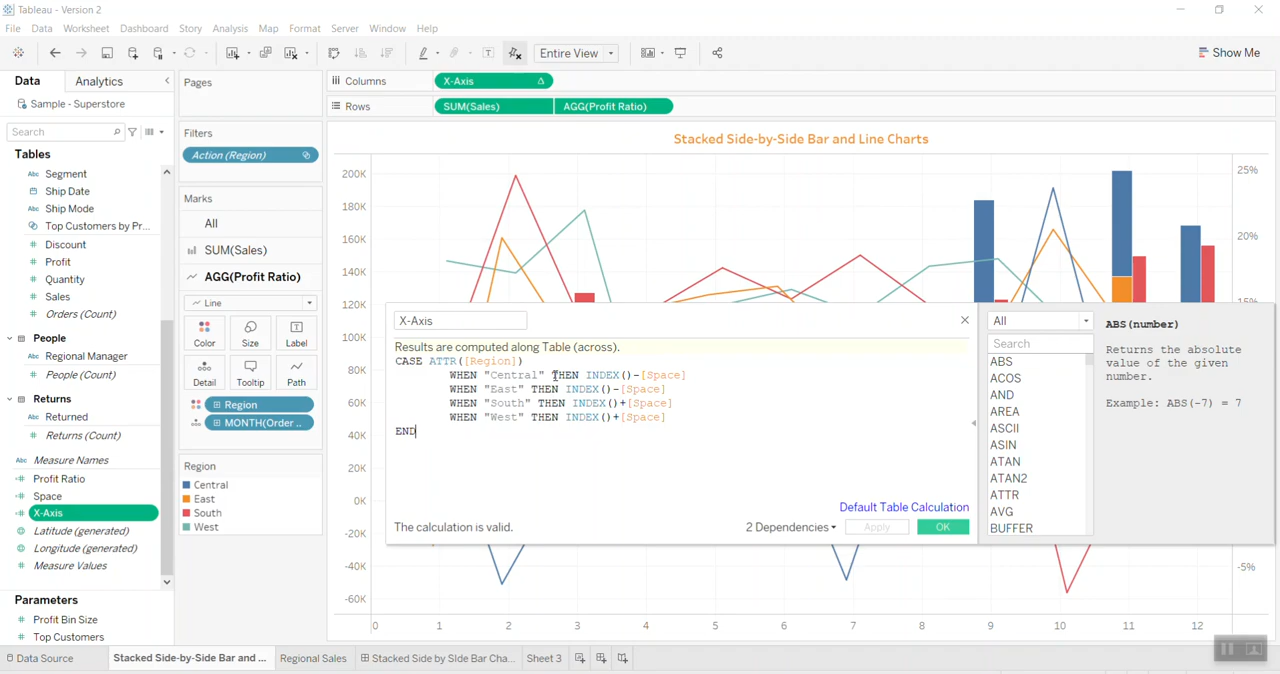 Tableau - Version 2
File Data Worksheet Dashboard Story Analysis Map Format Server Window Help
Entire View
Show Me
Data Analytics
Sample - Superstore
Search
Tables
Abc Segment
Ship Date
Abc Ship Mode
Top Customers by Pr...
# Discount
# Profit
# Quantity
# Sales
# Orders (Count)
People
Abc Regional Manager
# People (Count)
Returns
Abc Returned
# Returns (Count)
Abc Measure Names
Profit Ratio
Space
X-Axis
Latitude (generated)
Longitude (generated)
# Measure Values
Parameters
# Profit Bin Size
# Top Customers
Pages
Filters
Action (Region)
Marks
All
SUM(Sales)
AGG(Profit Ratio)
Line
Color Size Label
Detail Tooltip Path
Region
MONTH(Order ..
Region
Central
East
South
West
Columns X-Axis
Rows SUM(Sales) AGG(Profit Ratio)
Stacked Side-by-Side Bar and Line Charts
200K
180K
160K
140K
120K
100K
80K
60K
40K
20K
0K
-20K
-40K
-60K
25%
20%
15%
-5%
0 1 2 3 4 5 6 7 8 9 10 11 12
X-Axis
Results are computed along Table (across).
CASE ATTR([Region])
WHEN "Central" THEN INDEX()-[Space]
WHEN "East" THEN INDEX()-[Space]
WHEN "South" THEN INDEX()+[Space]
WHEN "West" THEN INDEX()+[Space]
END
Default Table Calculation
The calculation is valid.
2 Dependencies
Apply
OK
All
Search
ABS
ACOS
AND
AREA
ASCII
ASIN
ATAN
ATAN2
ATTR
AVG
BUFFER
ABS(number)
Returns the absolute
value of the given
number.
Example: ABS(-7) = 7
Data Source
Stacked Side-by-Side Bar and ...
Regional Sales
Stacked Side by SIde Bar Cha...
Sheet 3